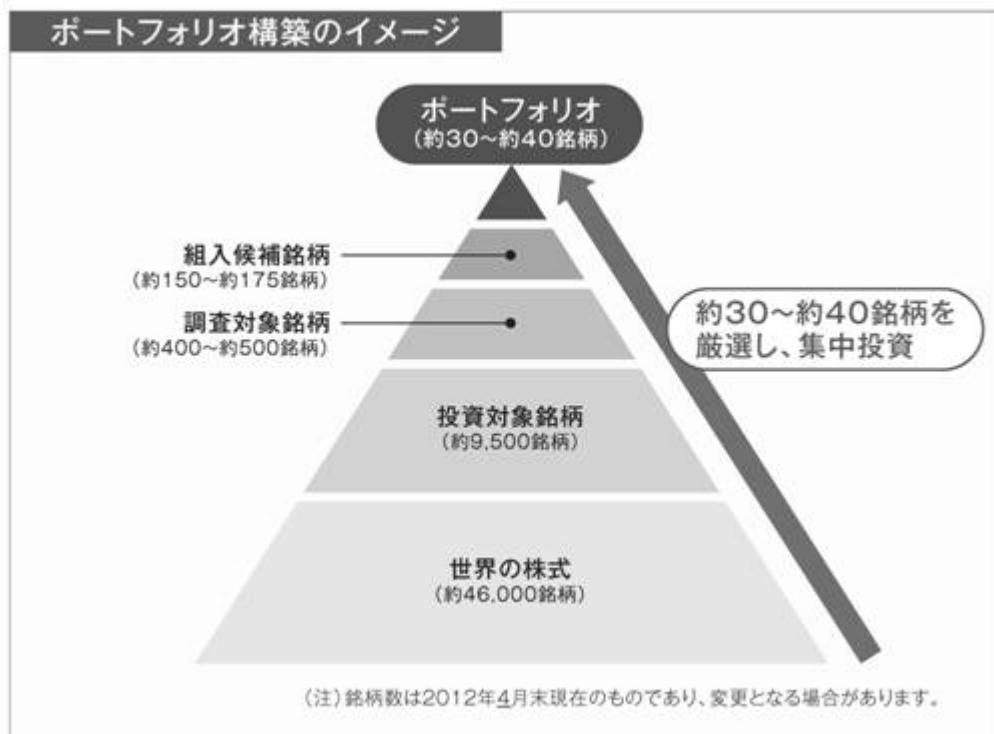 ポートフォリオ構築のイメージ
ポートフォリオ
（約30～約40銘柄）
組入候補銘柄
（約150～約175銘柄）
調査対象銘柄
（約400～約500銘柄）
約30～約40銘柄を
厳選し、集中投資
投資対象銘柄
（約9,500銘柄）
世界の株式
（約46,000銘柄）
（注）銘柄数は2012年4月末現在のものであり、変更となる場合があります。